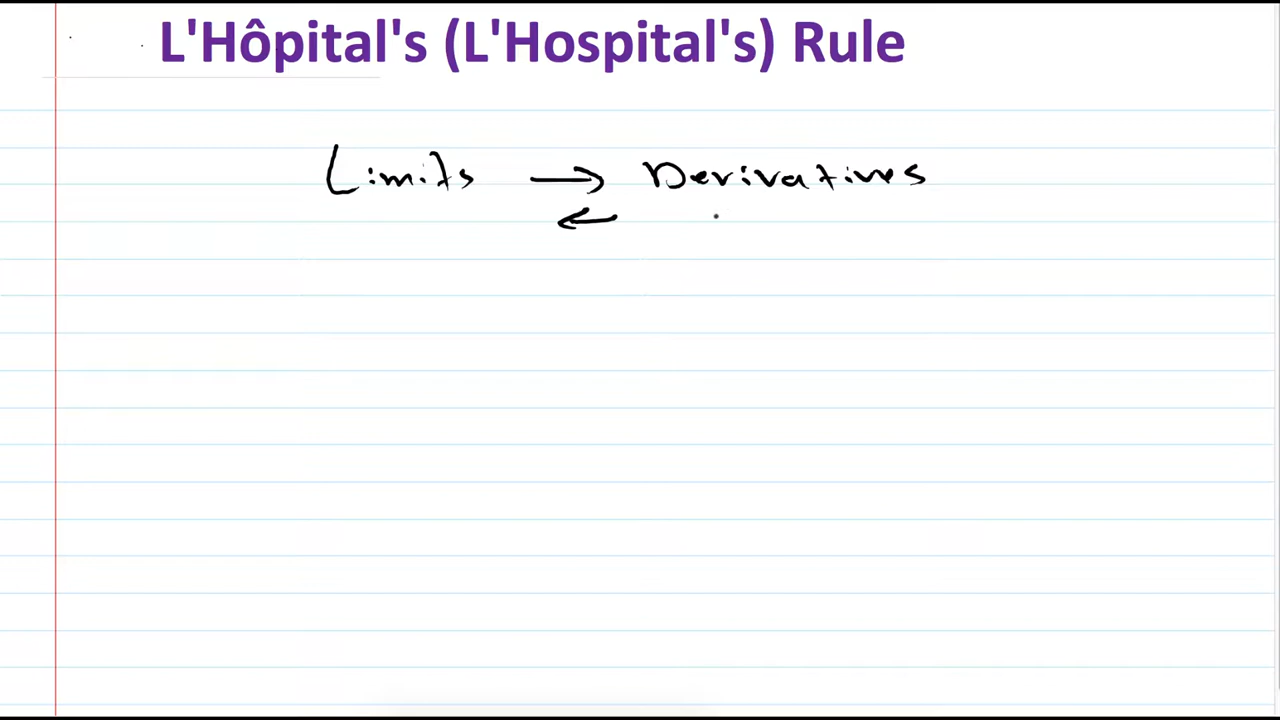 L'Hôpital's (L'Hospital's) Rule
Limits → Derivatives
←